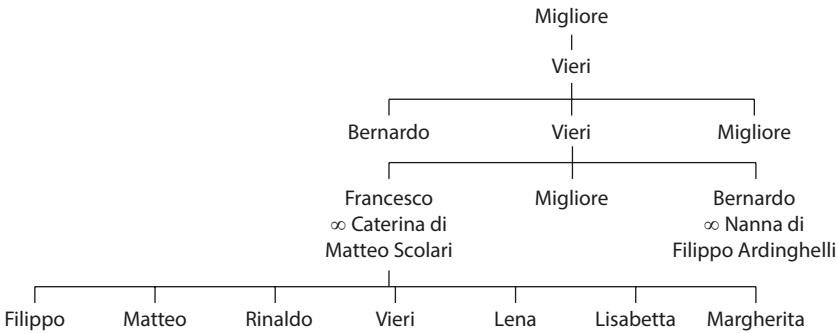 Migliore
Vieri
Bernardo Vieri Migliore
Francesco Migliore Bernardo
∞ Caterina di ∞ Nanna di
Matteo Scolari Filippo Ardinghelli
Filippo Matteo Rinaldo Vieri Lena Lisabetta Margherita